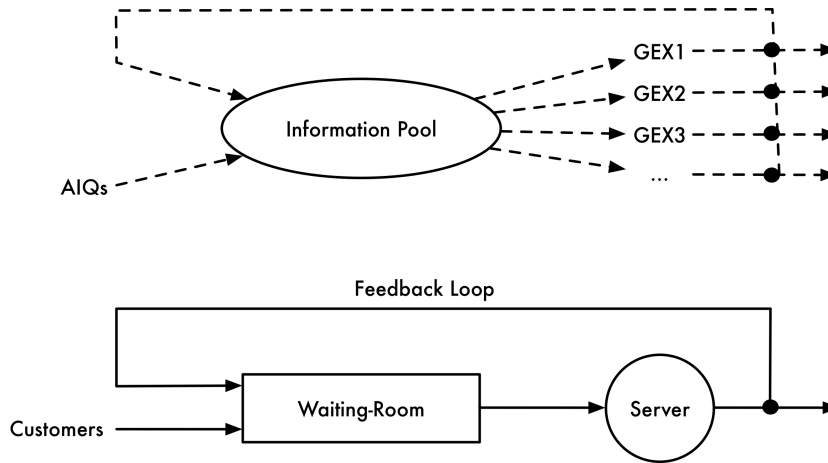 GEX1
GEX2
Information Pool
GEX3
AIQs
...
Feedback Loop
Waiting-Room
Server
Customers